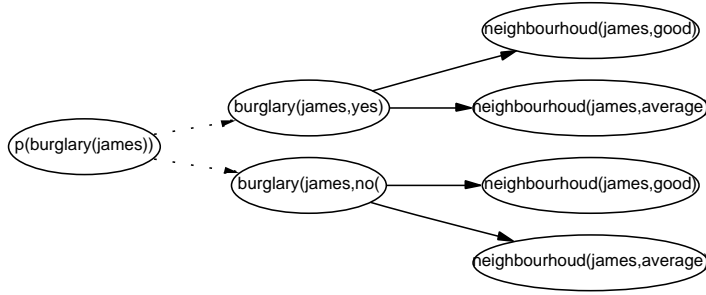 neighbourhoud(james,good)
burglary(james,yes)
neighbourhoud(james,average)
p(burglary(james))
burglary(james,no(
neighbourhoud(james,good)
neighbourhoud(james,average)